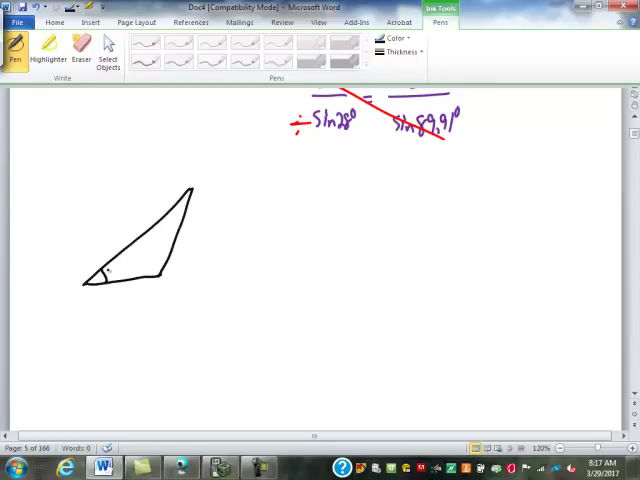 Doc4 [Compatibility Mode] - Microsoft Word
Ink Tools
File Home Insert Page Layout References Mailings Review View Add-Ins Acrobat Pens
Pen Highlighter Eraser Select Objects
Color
Thickness
Write
Pens
÷ sin28° = sin89.91°
Page: 5 of 166 Words: 0
120%
8:17 AM
3/29/2017